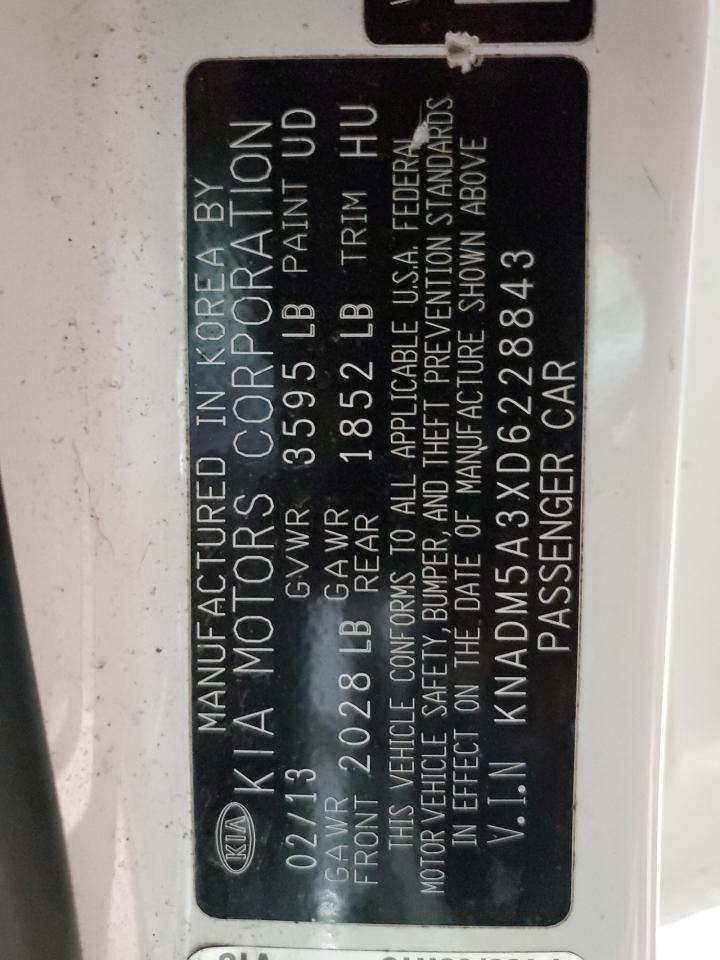 MANUFACTURED IN KOREA BY
KIA KIA MOTORS CORPORATION
02/13 GVWR 3595 LB PAINT UD
GAWR FRONT 2028 LB GAWR REAR 1852 LB TRIM HU
THIS VEHICLE CONFORMS TO ALL APPLICABLE U.S.A. FEDERAL
MOTOR VEHICLE SAFETY, BUMPER, AND THEFT PREVENTION STANDARDS
IN EFFECT ON THE DATE OF MANUFACTURE SHOWN ABOVE
V.I.N KNADM5A3XD6228843
PASSENGER CAR